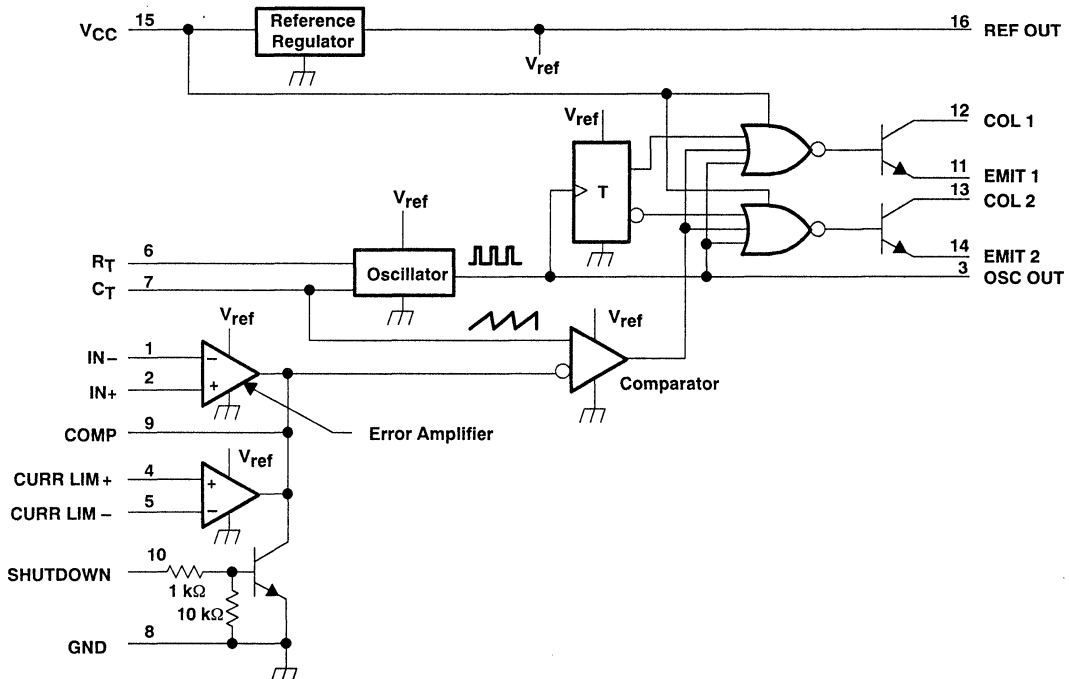 VCC 15 Reference Regulator 16 REF OUT
Vref
Vref 12 COL 1
T 11 EMIT 1
13 COL 2
Vref
14 EMIT 2
RT 6 Oscillator 3 OSC OUT
CT 7
Vref Vref
IN− 1 −
IN+ 2 + Comparator
COMP 9 Error Amplifier
Vref
CURR LIM+ 4 +
CURR LIM − 5 −
SHUTDOWN 10
1 kΩ
10 kΩ
GND 8